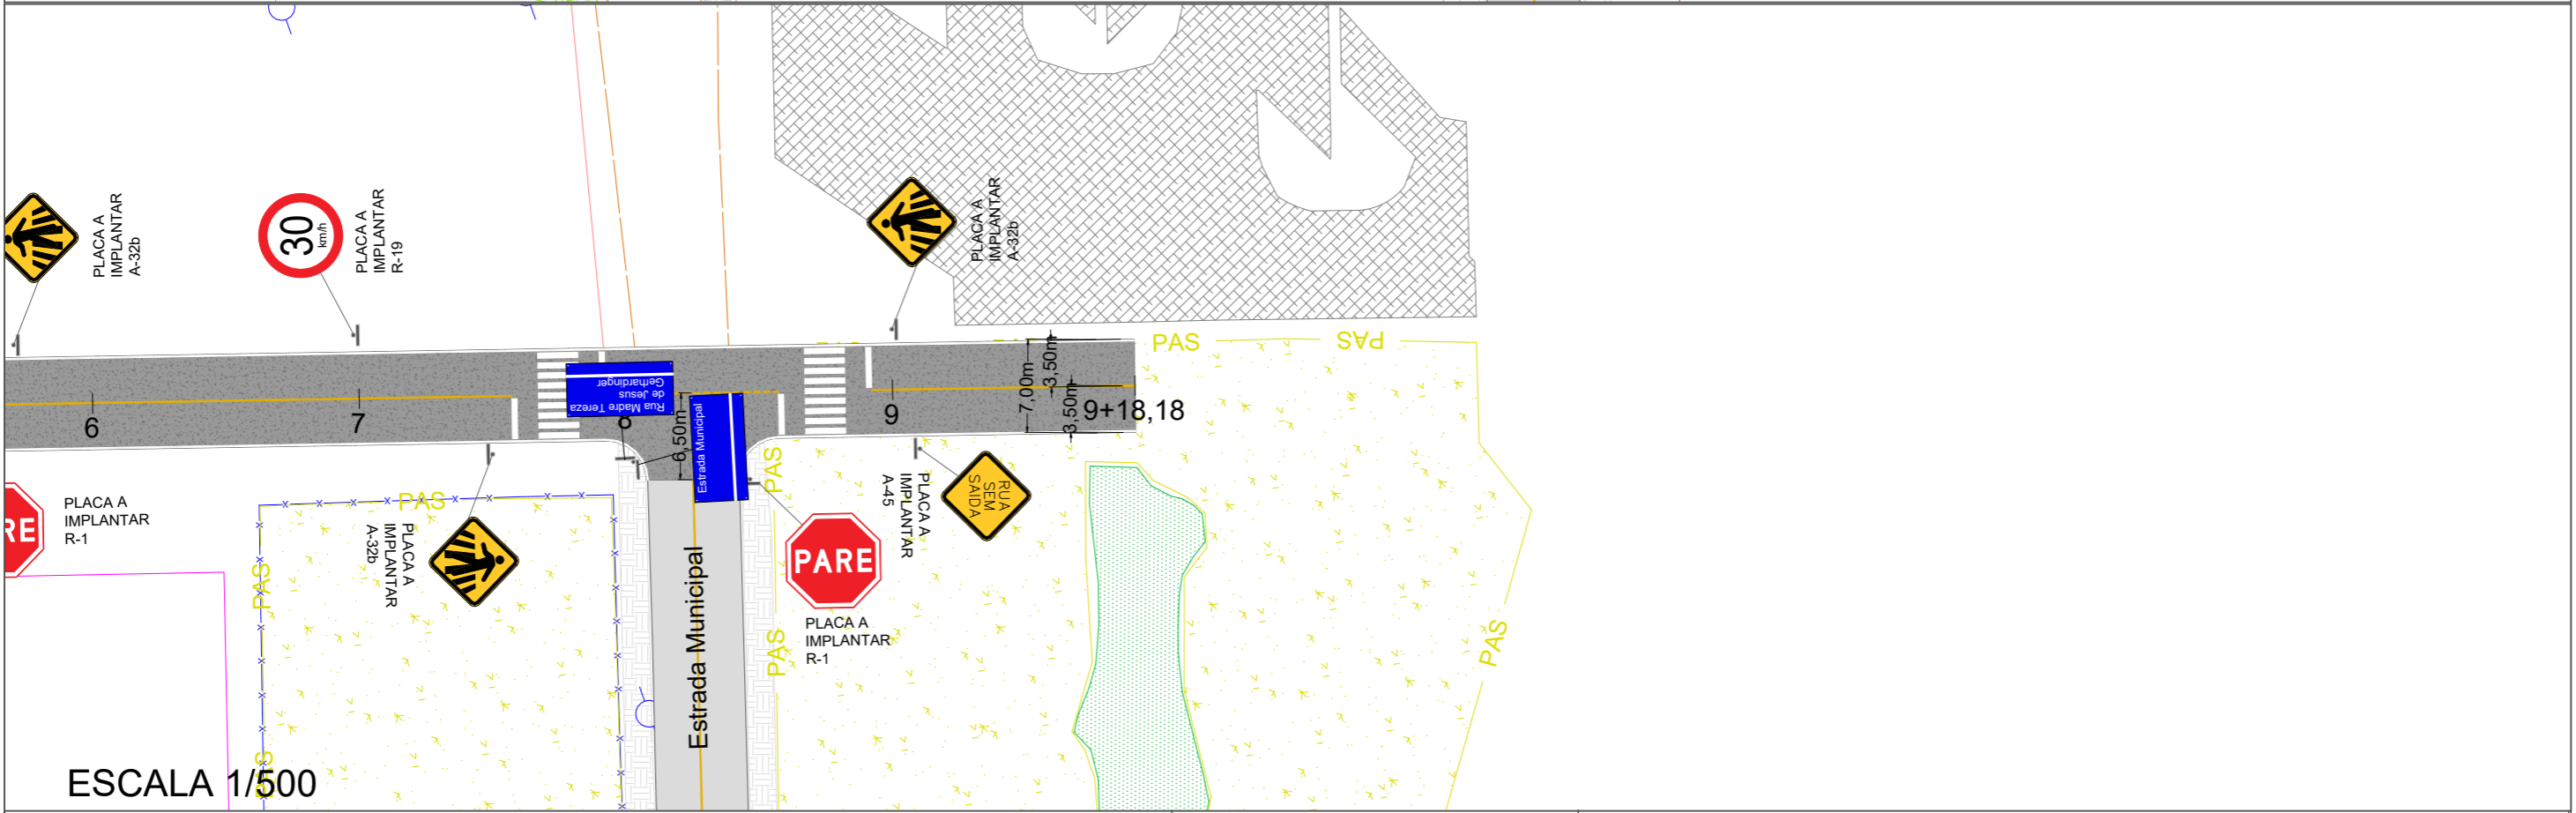 PLACA A
IMPLANTAR
A-32b
30
km/h
PLACA A
IMPLANTAR
R-19
PLACA A
IMPLANTAR
A-32b
PAS
PAS
6
7
8
9
9+18,18
Rua Madre Tereza
de Jesus
Gerhardinger
Estrada Municipal
6,50m
7,00m
3,50m
3,50m
RE
PLACA A
IMPLANTAR
R-1
PAS
PLACA A
IMPLANTAR
A-32b
PAS
PAS
PAS
PAS
PARE
PLACA A
IMPLANTAR
R-1
PLACA A
IMPLANTAR
A-45
RUA
SEM
SAIDA
Estrada Municipal
PAS
ESCALA 1/500